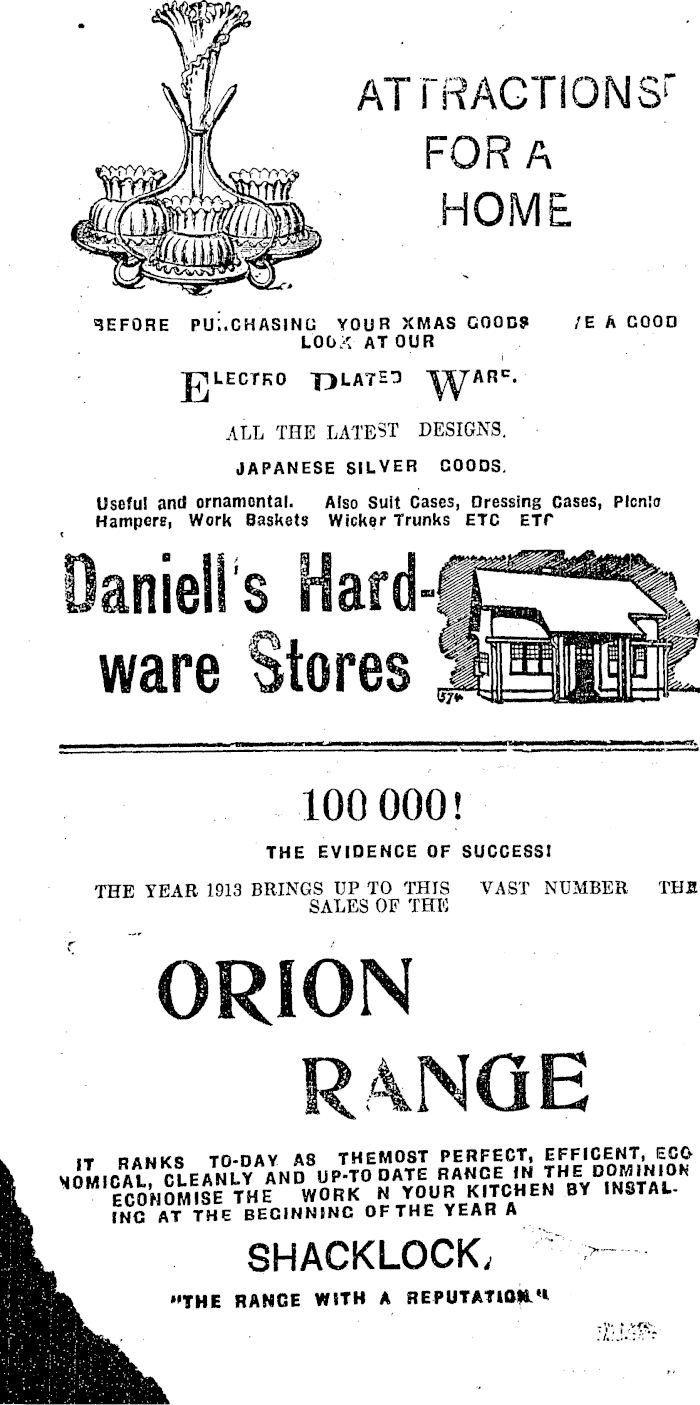 ATTRACTIONS
FOR A
HOME
BEFORE PURCHASING YOUR XMAS GOODS A GOOD
LOOK AT OUR
ELECTRO PLATED WARE.
ALL THE LATEST DESIGNS.
JAPANESE SILVER GOODS.
Useful and ornamental. Also Suit Cases, Dressing Cases, Picnic
Hampers, Work Baskets Wicker Trunks ETC ETC
Daniell's Hard-
ware Stores
574
100 000!
THE EVIDENCE OF SUCCESS!
THE YEAR 1913 BRINGS UP TO THIS VAST NUMBER THE
SALES OF THE
ORION
RANGE
IT RANKS TO-DAY AS THEMOST PERFECT, EFFICENT, ECO
NOMICAL, CLEANLY AND UP-TO DATE RANGE IN THE DOMINION
ECONOMISE THE WORK N YOUR KITCHEN BY INSTAL-
ING AT THE BEGINNING OF THE YEAR A
SHACKLOCK,
"THE RANGE WITH A REPUTATION."